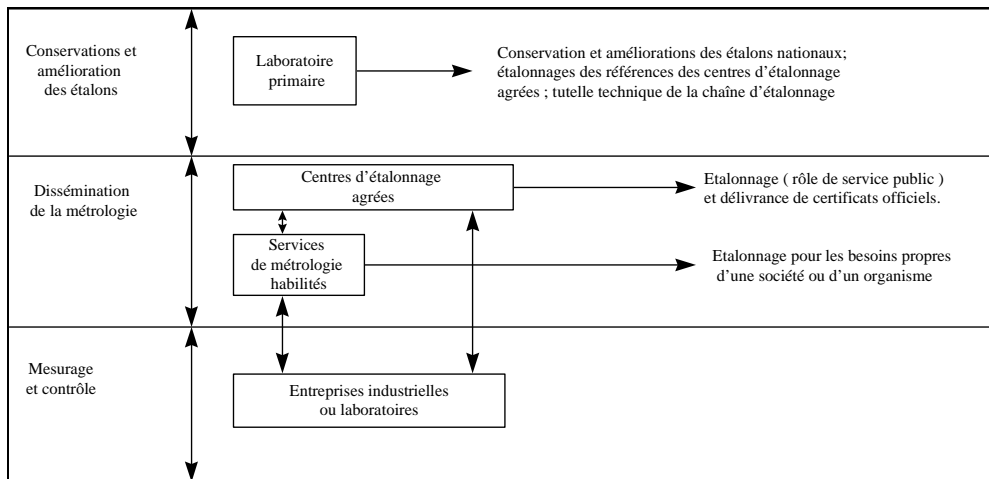 Conservations et
amélioration
des étalons
Laboratoire
primaire
Conservation et améliorations des étalons nationaux;
étalonnages des références des centres d’étalonnage
agrées ; tutelle technique de la chaîne d’étalonnage
Dissémination
de la métrologie
Centres d’étalonnage
agrées
Etalonnage ( rôle de service public )
et délivrance de certificats officiels.
Services
de métrologie
habilités
Etalonnage pour les besoins propres
d’une société ou d’un organisme
Mesurage
et contrôle
Entreprises industrielles
ou laboratoires